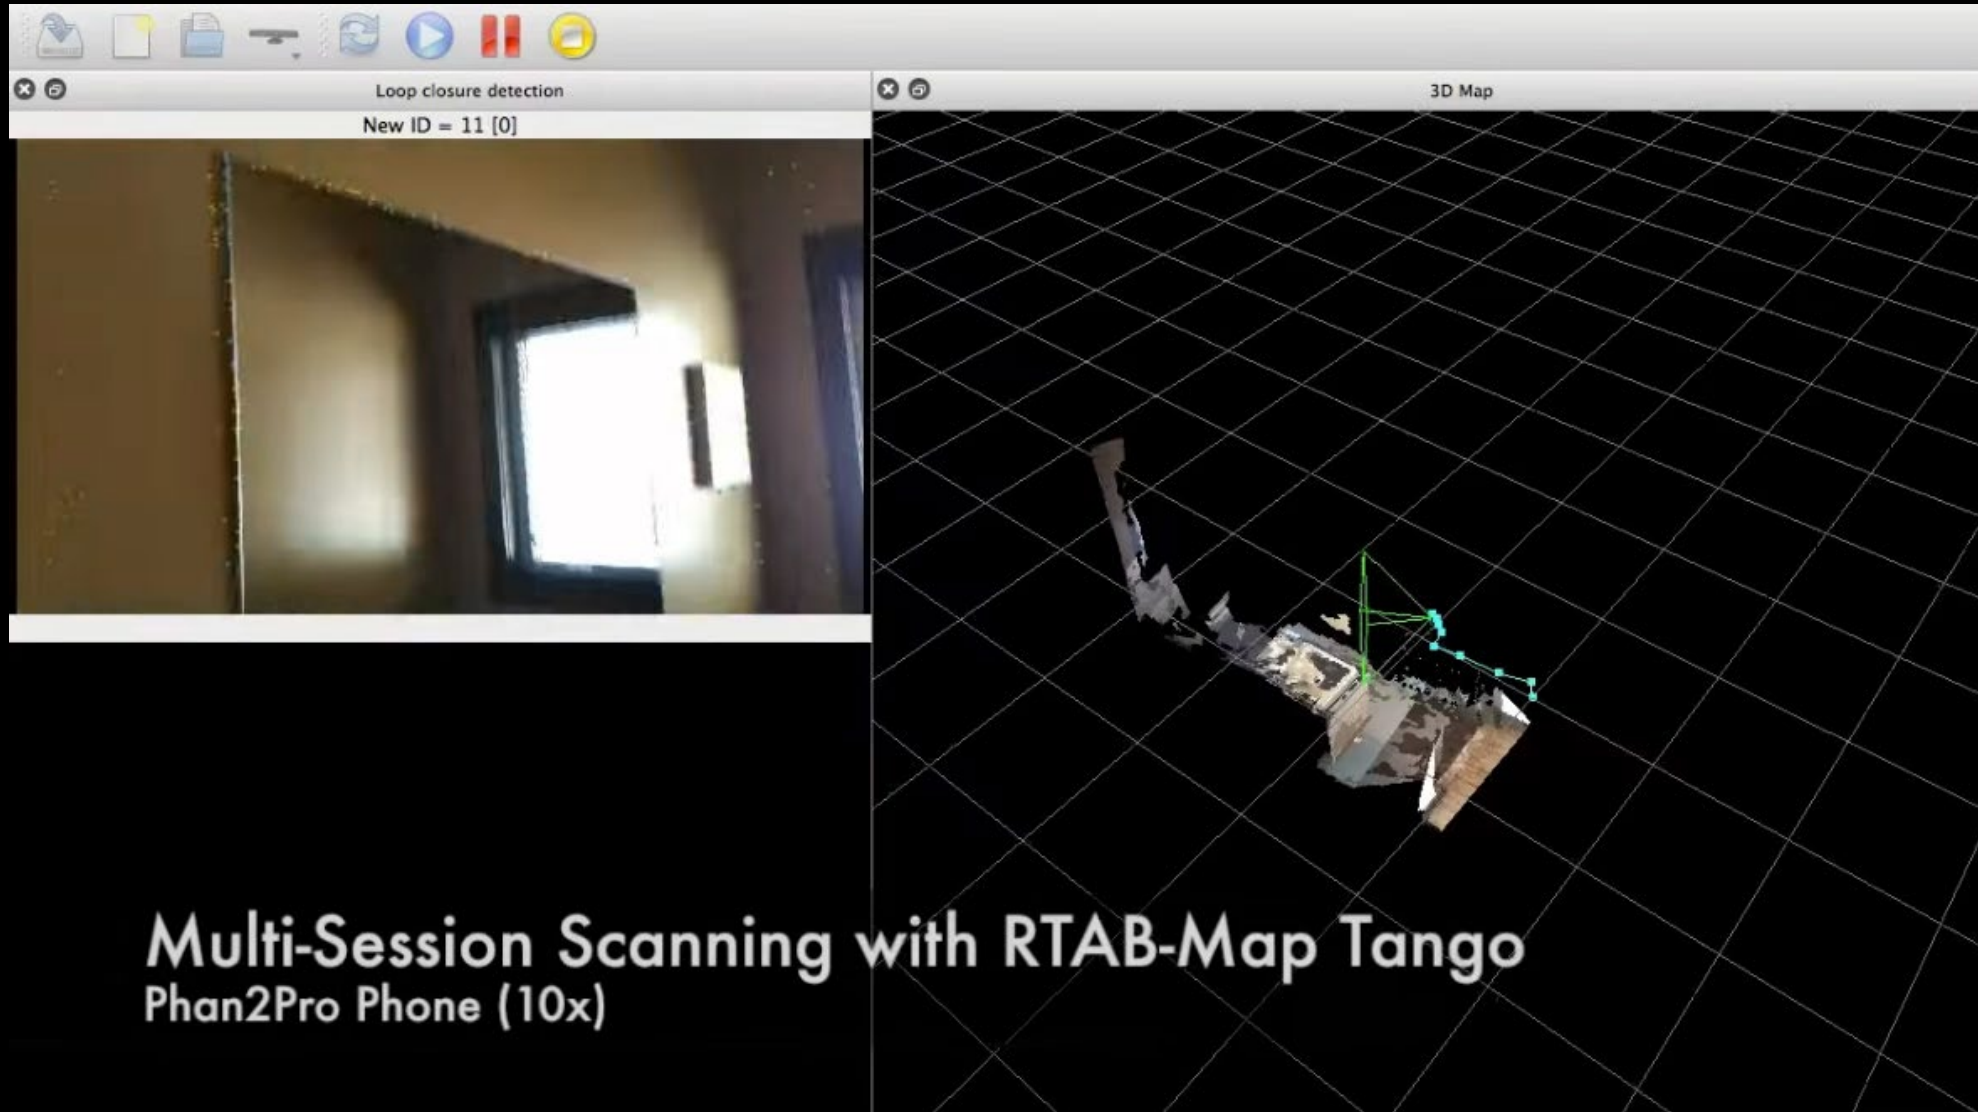 Loop closure detection
3D Map
New ID = 11 [0]
Multi-Session Scanning with RTAB-Map Tango
Phan2Pro Phone (10x)